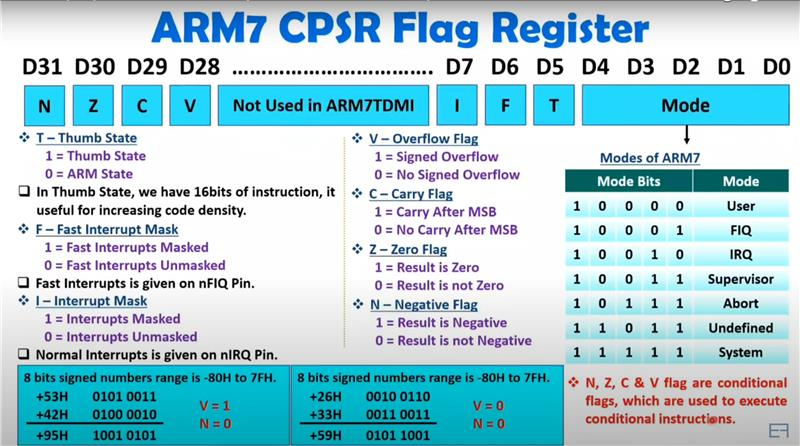 ARM7 CPSR Flag Register
D31 D30 D29 D28 ................................. D7 D6 D5 D4 D3 D2 D1 D0
N Z C V Not Used in ARM7TDMI I F T Mode
❖ T – Thumb State
1 = Thumb State
0 = ARM State
❑ In Thumb State, we have 16bits of instruction, it
useful for increasing code density.
❖ F – Fast Interrupt Mask
1 = Fast Interrupts Masked
0 = Fast Interrupts Unmasked
❑ Fast Interrupts is given on nFIQ Pin.
❖ I – Interrupt Mask
1 = Interrupts Masked
0 = Interrupts Unmasked
❑ Normal Interrupts is given on nIRQ Pin.
❖ V – Overflow Flag
1 = Signed Overflow
0 = No Signed Overflow
❖ C – Carry Flag
1 = Carry After MSB
0 = No Carry After MSB
❖ Z – Zero Flag
1 = Result is Zero
0 = Result is not Zero
❖ N – Negative Flag
1 = Result is Negative
0 = Result is not Negative
Modes of ARM7
Mode Bits Mode
1 0 0 0 0 User
1 0 0 0 1 FIQ
1 0 0 1 0 IRQ
1 0 0 1 1 Supervisor
1 0 1 1 1 Abort
1 1 0 1 1 Undefined
1 1 1 1 1 System
8 bits signed numbers range is -80H to 7FH.
+53H 0101 0011
+42H 0100 0010
+95H 1001 0101
V = 1
N = 0
8 bits signed numbers range is -80H to 7FH.
+26H 0010 0110
+33H 0011 0011
+59H 0101 1001
V = 0
N = 0
❖ N, Z, C & V flag are conditional
flags, which are used to execute
conditional instructions.